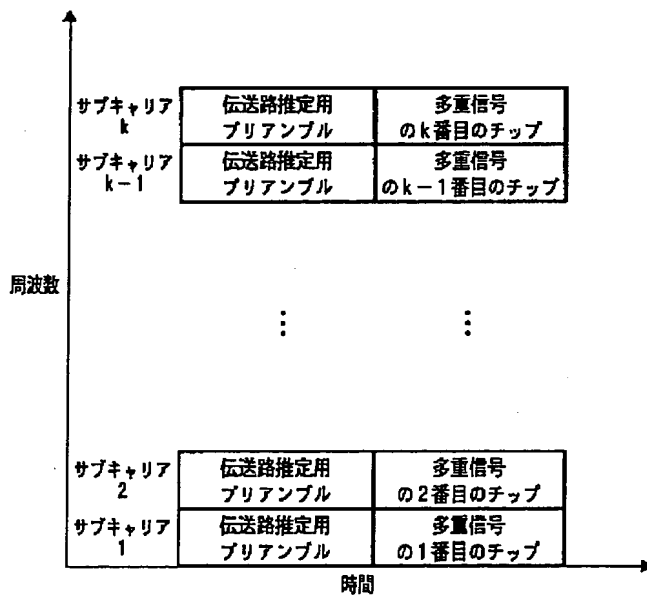 サブキャリア
k
伝送路推定用
プリアンブル
多重信号
のk番目のチップ
サブキャリア
k-1
伝送路推定用
プリアンブル
多重信号
のk-1番目のチップ
周波数
⋮
⋮
サブキャリア
2
伝送路推定用
プリアンブル
多重信号
の2番目のチップ
サブキャリア
1
伝送路推定用
プリアンブル
多重信号
の1番目のチップ
時間